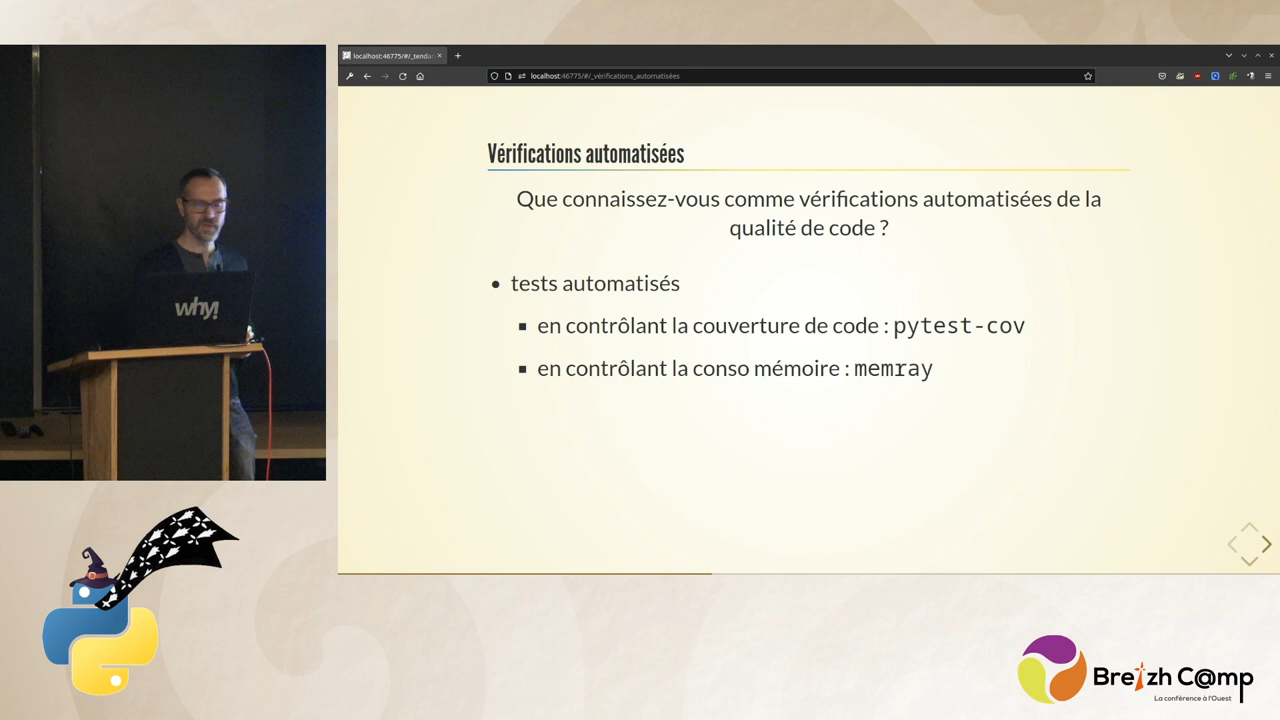 localhost:46775/#/_tendan
localhost:46775/#/_vérifications_automatisées
Vérifications automatisées
Que connaissez-vous comme vérifications automatisées de la
qualité de code ?
tests automatisés
en contrôlant la couverture de code : pytest-cov
en contrôlant la conso mémoire : memray
why!
Breizh C@mp
La conférence à l'Ouest